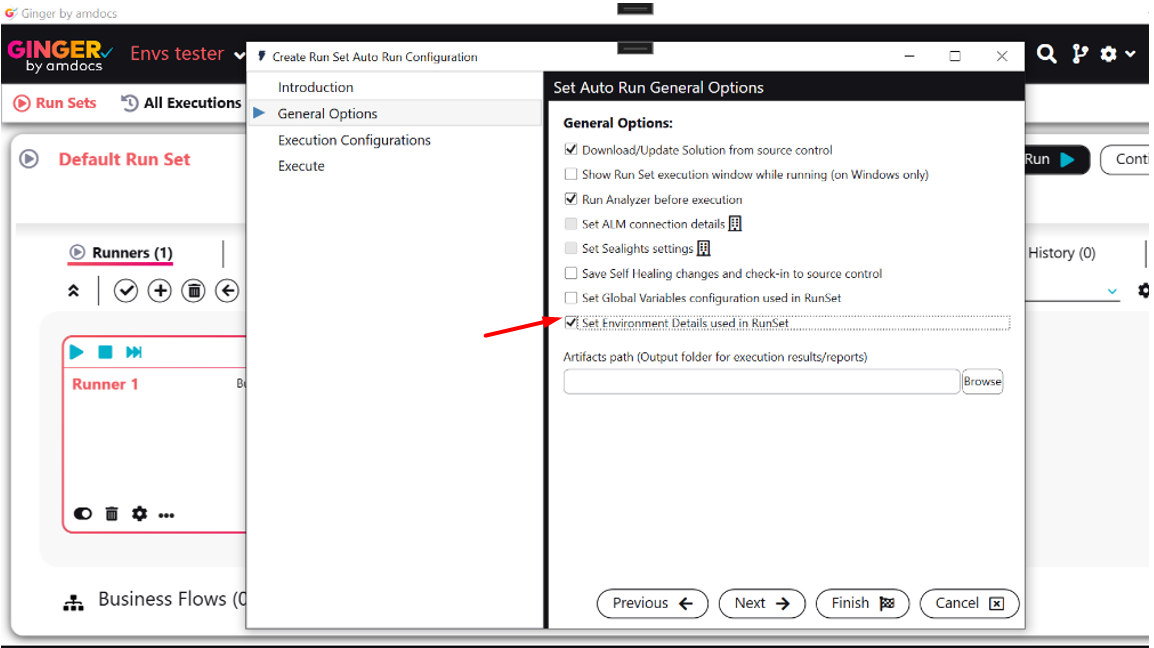 Ginger by amdocs
GINGER
by amdocs
Envs tester
Run Sets
All Executions
Default Run Set
Run
Conti
Runners (1)
History (0)
Runner 1
Business Flows (0
Create Run Set Auto Run Configuration
Introduction
General Options
Execution Configurations
Execute
Set Auto Run General Options
General Options:
Download/Update Solution from source control
Show Run Set execution window while running (on Windows only)
Run Analyzer before execution
Set ALM connection details
Set Sealights settings
Save Self Healing changes and check-in to source control
Set Global Variables configuration used in RunSet
Set Environment Details used in RunSet
Artifacts path (Output folder for execution results/reports)
Browse
Previous
Next
Finish
Cancel